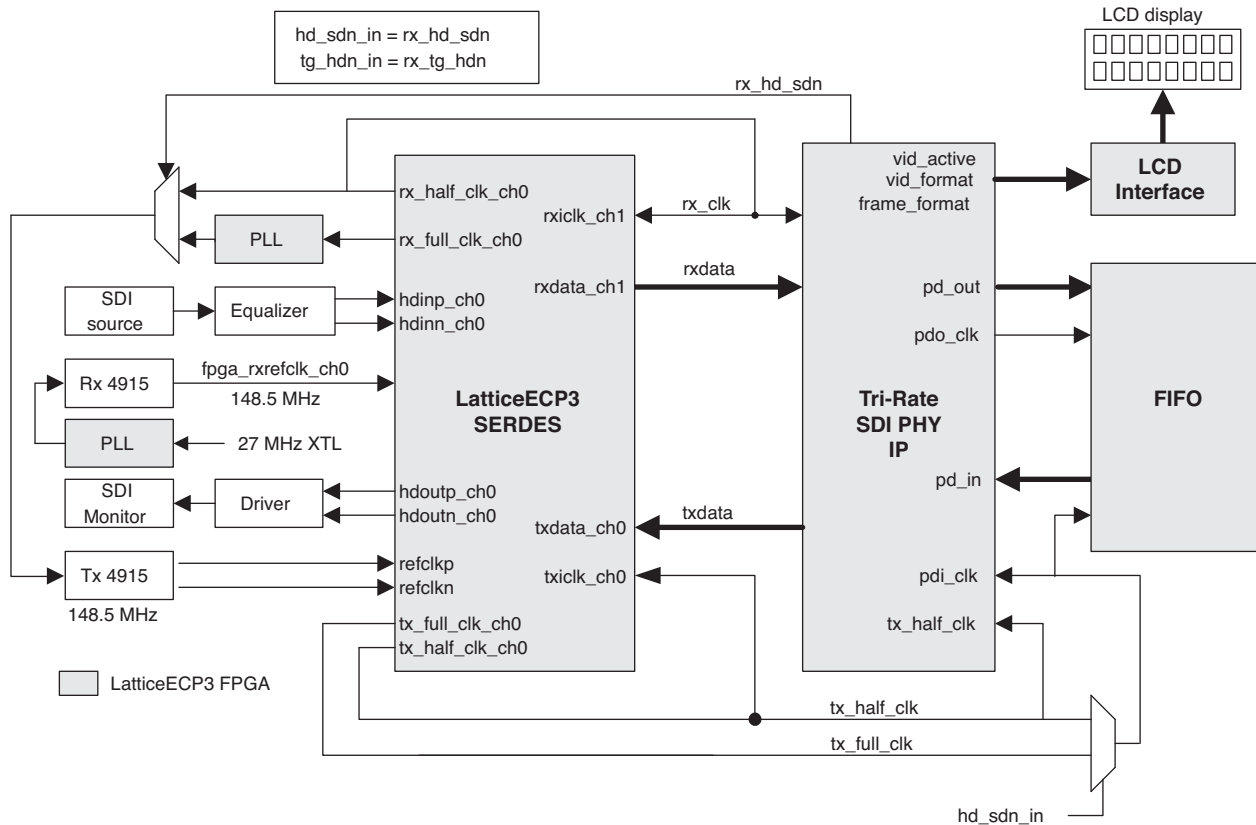 LCD display
hd_sdn_in = rx_hd_sdn
tg_hdn_in = rx_tg_hdn
rx_hd_sdn
vid_active
vid_format
frame_format
LCD
Interface
rx_half_clk_ch0
rxiclk_ch1
rx_clk
PLL
rx_full_clk_ch0
rxdata_ch1
rxdata
pd_out
SDI
source
Equalizer
hdinp_ch0
hdinn_ch0
pdo_clk
Rx 4915
fpga_rxrefclk_ch0
148.5 MHz
LatticeECP3
SERDES
Tri-Rate
SDI PHY
IP
FIFO
PLL
27 MHz XTL
SDI
Monitor
Driver
hdoutp_ch0
hdoutn_ch0
pd_in
txdata_ch0
txdata
Tx 4915
148.5 MHz
refclkp
refclkn
txiclk_ch0
pdi_clk
tx_full_clk_ch0
tx_half_clk_ch0
tx_half_clk
LatticeECP3 FPGA
tx_half_clk
tx_full_clk
hd_sdn_in